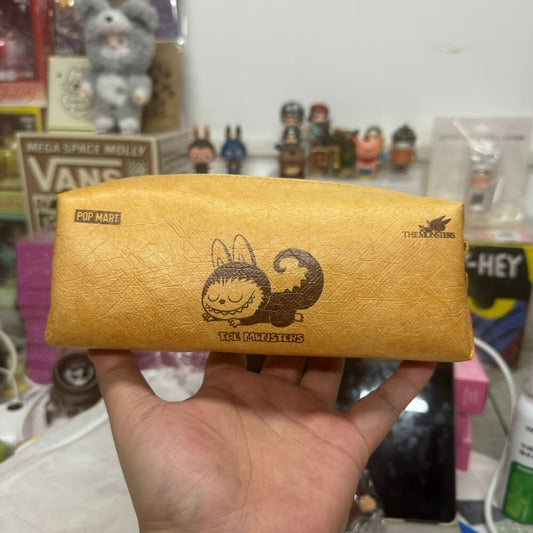 MEGA SPACE MOLLY
VANS
POP MART
THE MONSTERS
THE MONSTERS
-HEY